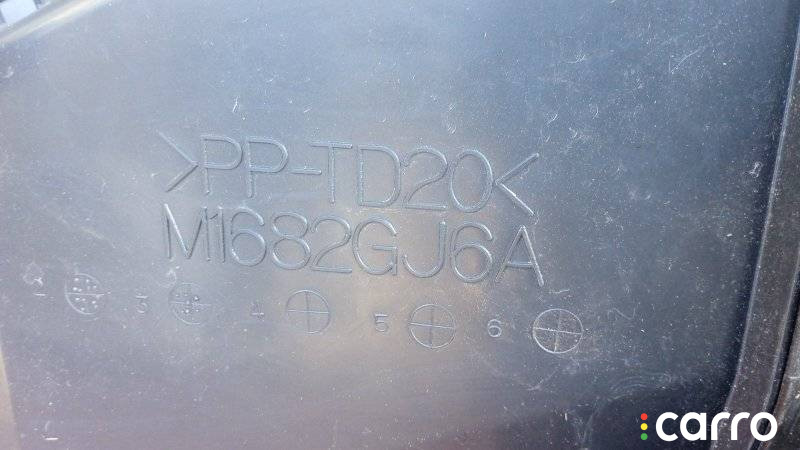 >PP-TD20<
M1682GJ6A
3 4 5 6
carro